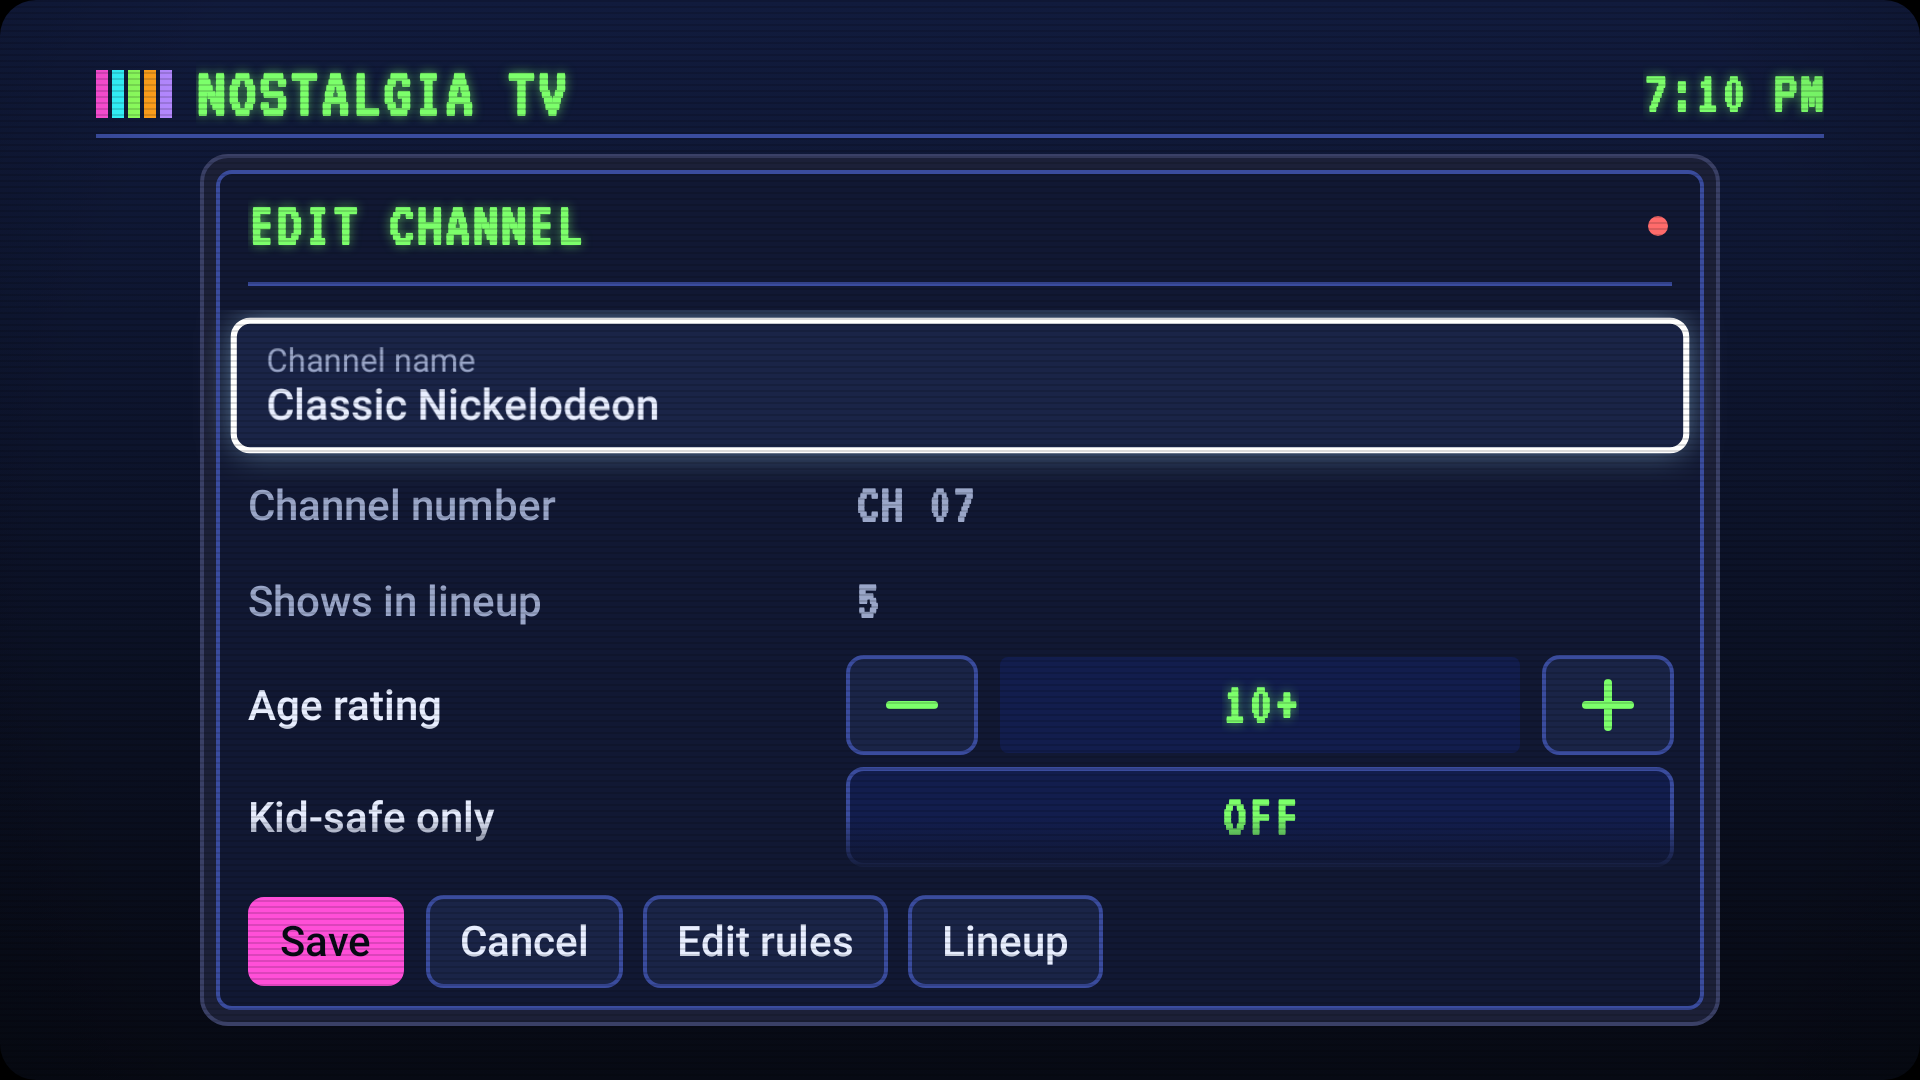 NOSTALGIA TV
7:10 PM
EDIT CHANNEL
Channel name
Classic Nickelodeon
Channel number CH 07
Shows in lineup 5
Age rating 10+
Kid-safe only OFF
Save Cancel Edit rules Lineup